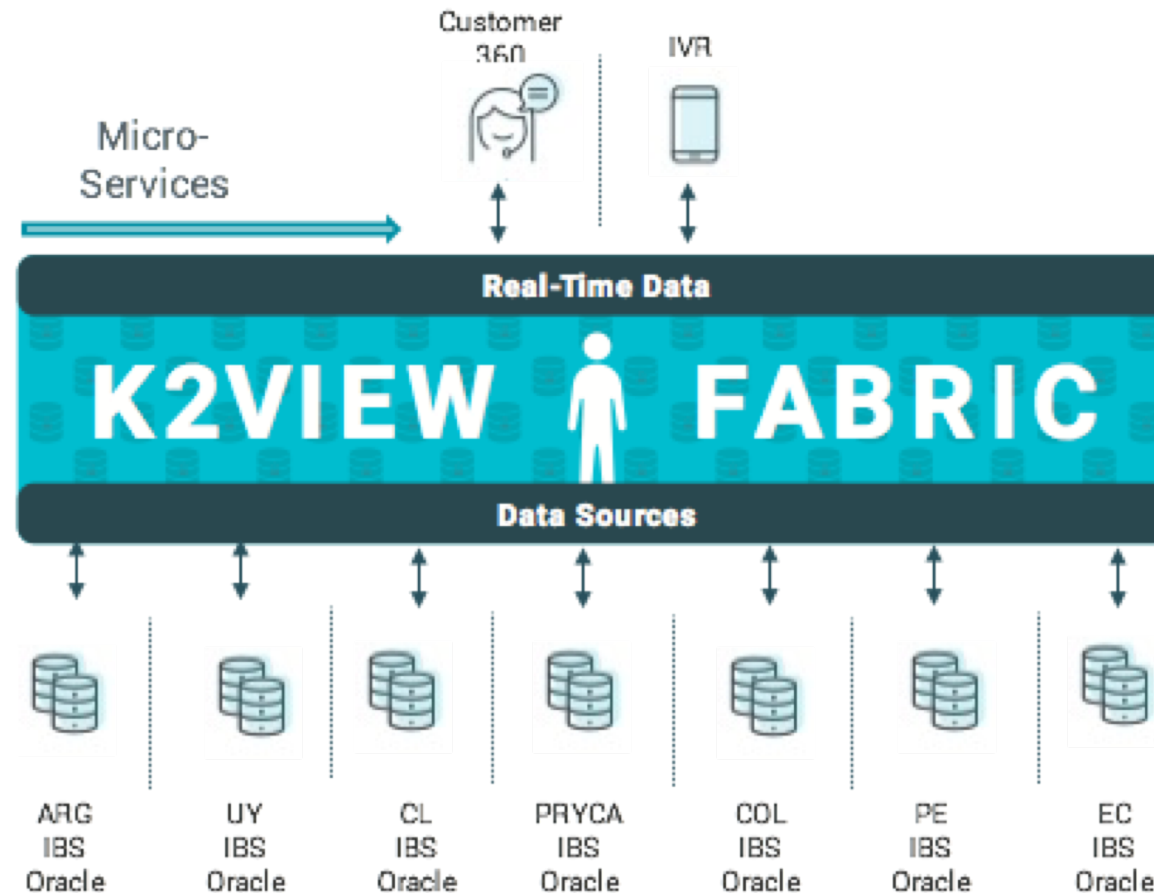 Customer
360
IVR
Micro-
Services
Real-Time Data
K2VIEW FABRIC
Data Sources
ARG
IBS
Oracle
UY
IBS
Oracle
CL
IBS
Oracle
PRYCA
IBS
Oracle
COL
IBS
Oracle
PE
IBS
Oracle
EC
IBS
Oracle